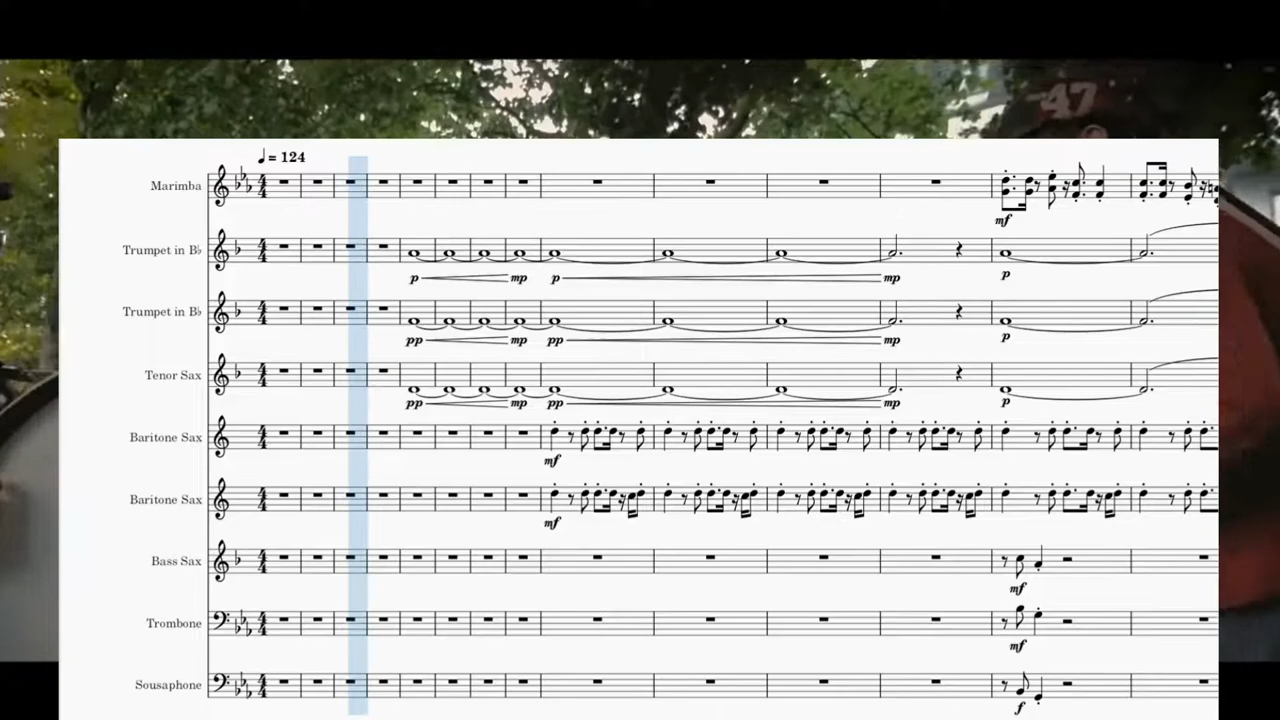 47
♩ = 124
Marimba
mf
Trumpet in B♭
p mp p mp p
Trumpet in B♭
pp mp pp mp p
Tenor Sax
pp mp pp mp p
Baritone Sax
mf
Baritone Sax
mf
Bass Sax
mf
Trombone
mf
Sousaphone
f